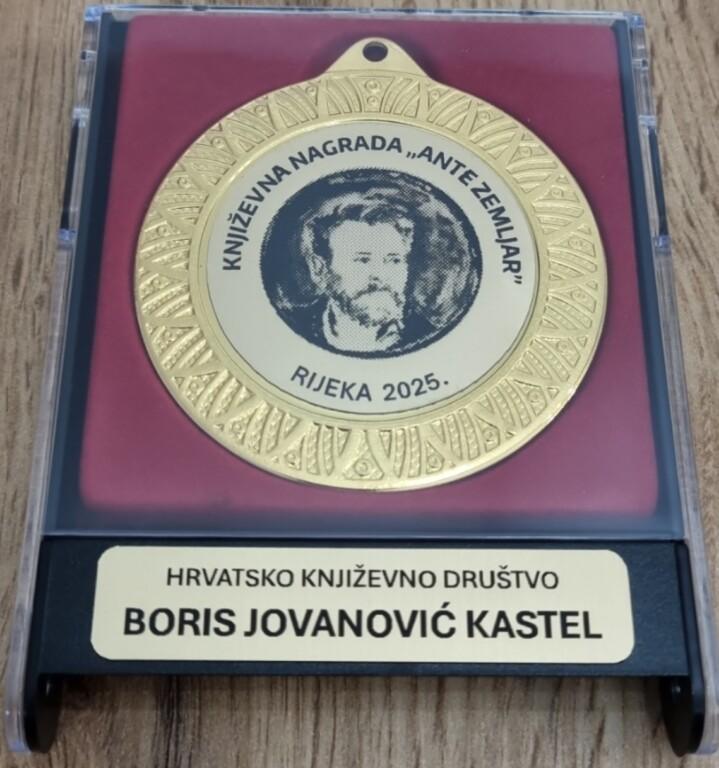 KNJIŽEVNA NAGRADA „ANTE ZEMLJAR”
RIJEKA 2025.
HRVATSKO KNJIŽEVNO DRUŠTVO
BORIS JOVANOVIĆ KASTEL